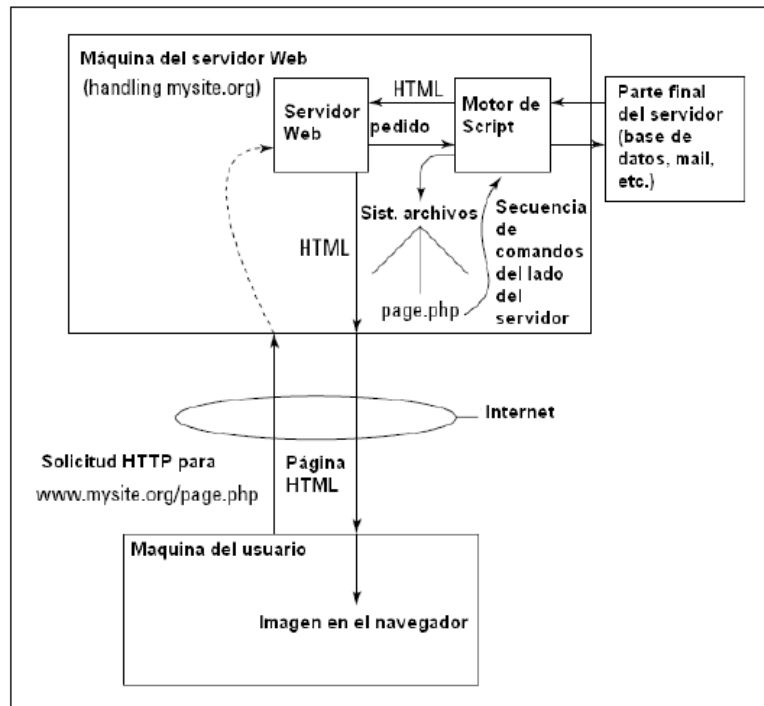 Máquina del servidor Web
(handling mysite.org)
Servidor
Web
HTML
pedido
Motor de
Script
Parte final
del servidor
(base de
datos, mail,
etc.)
Sist. archivos
Secuencia
de
comandos
del lado
del
servidor
HTML
page.php
Internet
Solicitud HTTP para
www.mysite.org/page.php
Página
HTML
Maquina del usuario
Imagen en el navegador